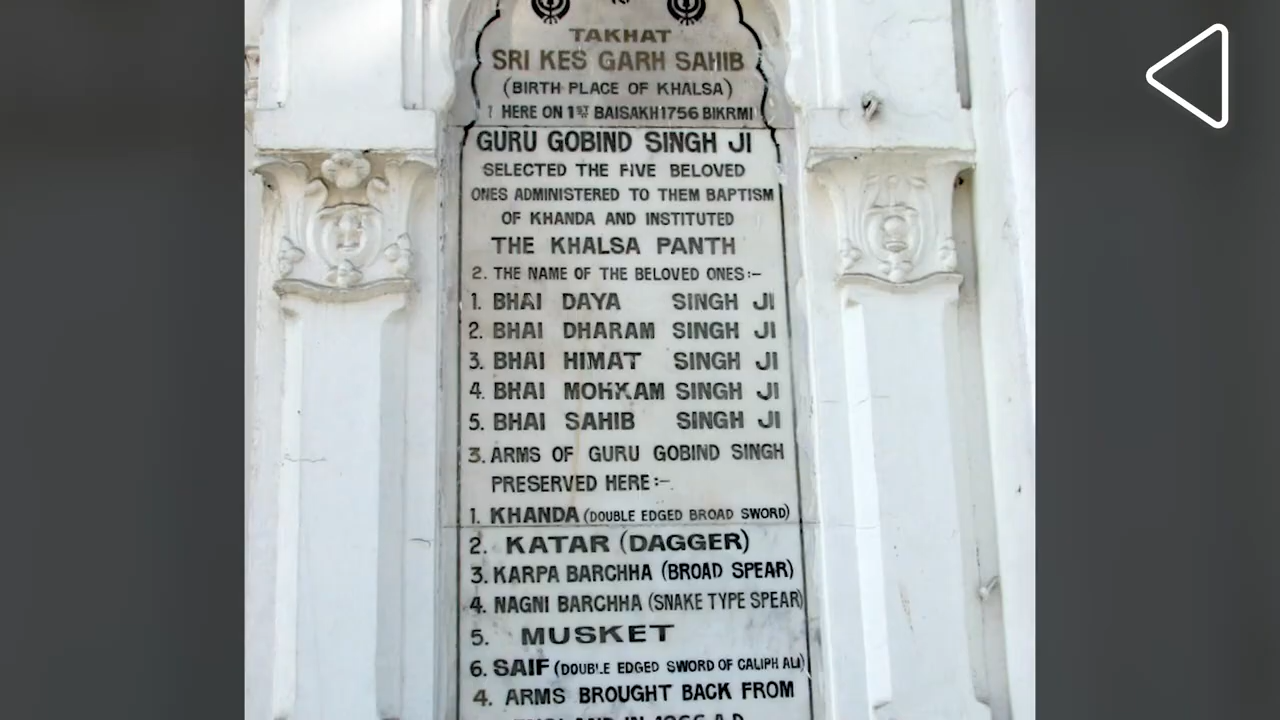 TAKHAT
SRI KES GARH SAHIB
(BIRTH PLACE OF KHALSA)
HERE ON 1ST BAISAKH 1756 BIKRMI
GURU GOBIND SINGH JI
SELECTED THE FIVE BELOVED
ONES ADMINISTERED TO THEM BAPTISM
OF KHANDA AND INSTITUTED
THE KHALSA PANTH
2. THE NAME OF THE BELOVED ONES:-
1. BHAI DAYA SINGH JI
2. BHAI DHARAM SINGH JI
3. BHAI HIMAT SINGH JI
4. BHAI MOHKAM SINGH JI
5. BHAI SAHIB SINGH JI
3. ARMS OF GURU GOBIND SINGH
PRESERVED HERE:-
1. KHANDA (DOUBLE EDGED BROAD SWORD)
2. KATAR (DAGGER)
3. KARPA BARCHHA (BROAD SPEAR)
4. NAGNI BARCHHA (SNAKE TYPE SPEAR)
5. MUSKET
6. SAIF (DOUBLE EDGED SWORD OF CALIPH ALI)
4. ARMS BROUGHT BACK FROM
ENGLAND IN 1966 A.D.